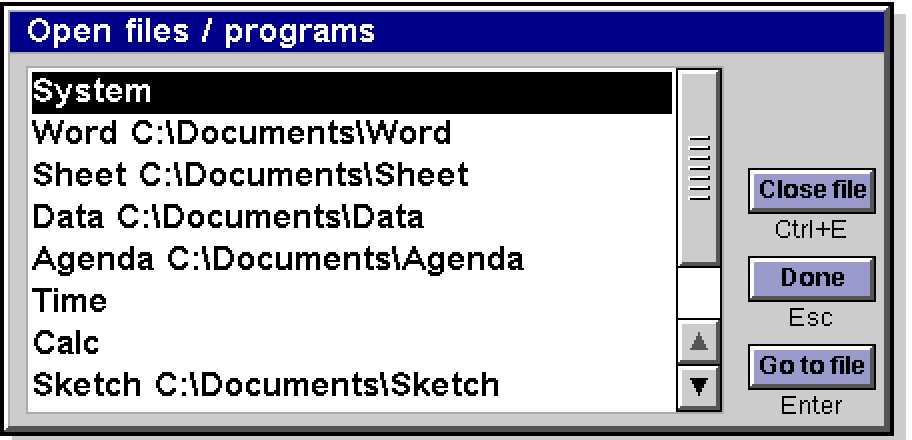 Open files / programs
System
Word C:\Documents\Word
Sheet C:\Documents\Sheet
Data C:\Documents\Data
Agenda C:\Documents\Agenda
Time
Calc
Sketch C:\Documents\Sketch
Close file
Ctrl+E
Done
Esc
Go to file
Enter